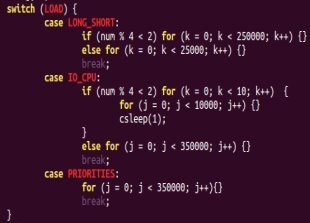 switch (LOAD) {
case LONG_SHORT:
if (num % 4 < 2) for (k = 0; k < 250000; k++) {}
else for (k = 0; k < 25000; k++) {}
break;
case IO_CPU:
if (num % 4 < 2) for (k = 0; k < 10; k++) {
for (j = 0; j < 10000; j++) {}
csleep(1);
}
else for (j = 0; j < 350000; j++) {}
break;
case PRIORITIES:
for (j = 0; j < 350000; j++){}
break;
}